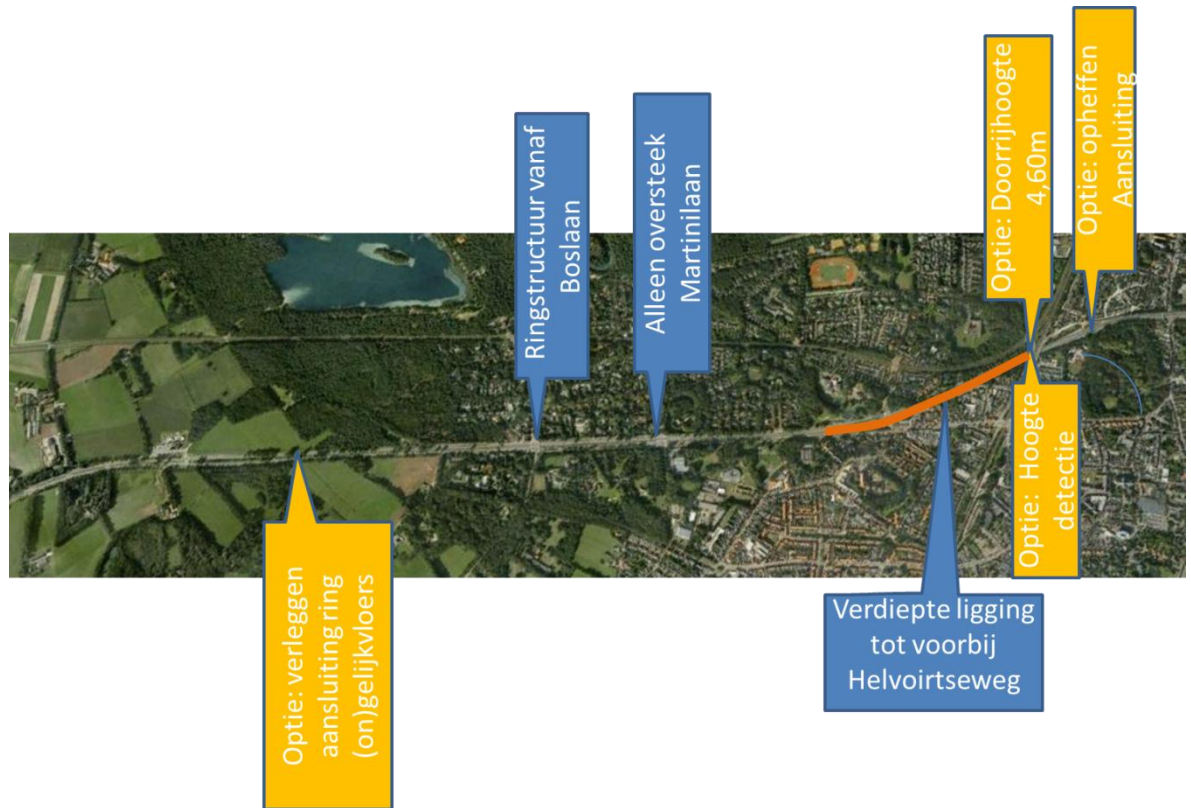 Ringstructuur vanaf
Boslaan
Alleen oversteek
Martinilaan
Optie: Doorrijhoogte
4,60m
Optie: opheffen
Aansluiting
Optie: verleggen
aansluiting ring
(on)gelijkvloers
Verdiepte ligging
tot voorbij
Helvoirtseweg
Optie: Hoogte
detectie